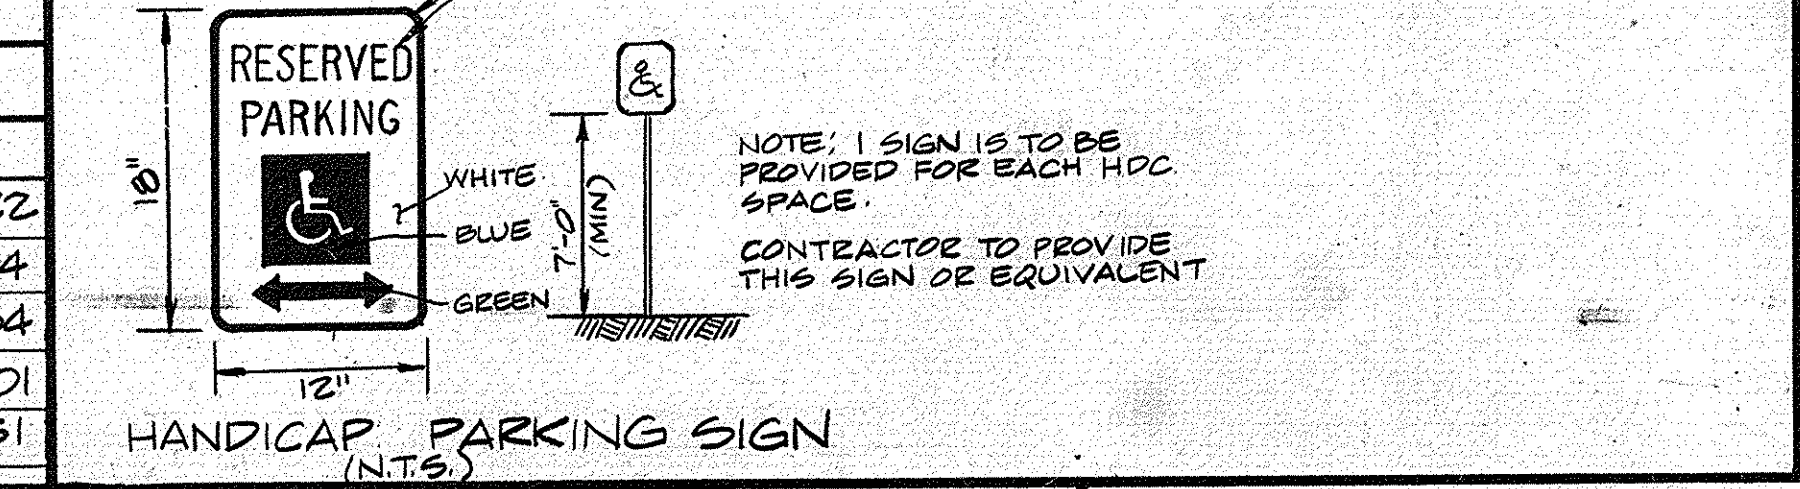 RESERVED
PARKING
18"
WHITE
BLUE
GREEN
12"
7'-0"
(MIN)
NOTE: 1 SIGN IS TO BE
PROVIDED FOR EACH HDC.
SPACE.
CONTRACTOR TO PROVIDE
THIS SIGN OR EQUIVALENT
HANDICAP. PARKING SIGN
(N.T.S.)